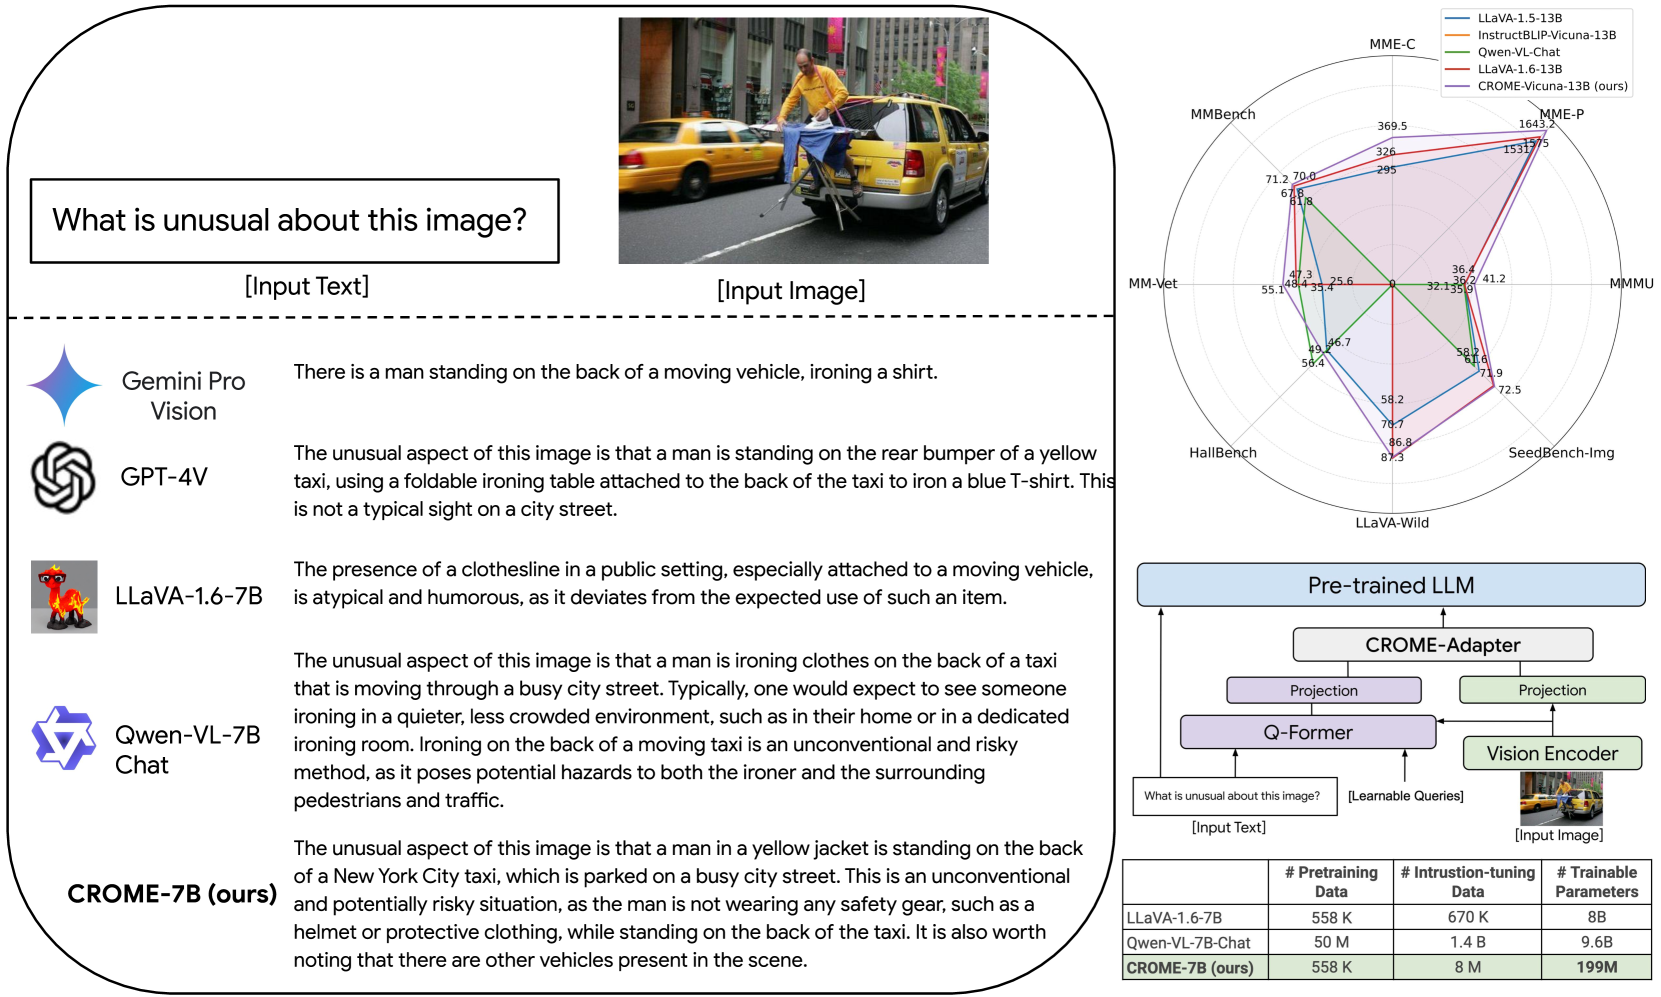 What is unusual about this image?
[Input Text]
[Input Image]
Gemini Pro
Vision
There is a man standing on the back of a moving vehicle, ironing a shirt.
GPT-4V
The unusual aspect of this image is that a man is standing on the rear bumper of a yellow
taxi, using a foldable ironing table attached to the back of the taxi to iron a blue T-shirt. This
is not a typical sight on a city street.
LLaVA-1.6-7B
The presence of a clothesline in a public setting, especially attached to a moving vehicle,
is atypical and humorous, as it deviates from the expected use of such an item.
Qwen-VL-7B
Chat
The unusual aspect of this image is that a man is ironing clothes on the back of a taxi
that is moving through a busy city street. Typically, one would expect to see someone
ironing in a quieter, less crowded environment, such as in their home or in a dedicated
ironing room. Ironing on the back of a moving taxi is an unconventional and risky
method, as it poses potential hazards to both the ironer and the surrounding
pedestrians and traffic.
CROME-7B (ours)
The unusual aspect of this image is that a man in a yellow jacket is standing on the back
of a New York City taxi, which is parked on a busy city street. This is an unconventional
and potentially risky situation, as the man is not wearing any safety gear, such as a
helmet or protective clothing, while standing on the back of the taxi. It is also worth
noting that there are other vehicles present in the scene.
LLaVA-1.5-13B
InstructBLIP-Vicuna-13B
Qwen-VL-Chat
LLaVA-1.6-13B
CROME-Vicuna-13B (ours)
MME-C
MME-P
MMBench
MM-Vet
MMMU
HallBench
SeedBench-Img
LLaVA-Wild
369.5
326
295
1643.2
1575
1531
71.2
70.0
67.8
61.8
47.3
48.4
55.1
35.4
25.6
0
36.4
36.2
35.9
32.1
41.2
46.7
49.2
56.4
58.2
61.6
71.9
72.5
58.2
70.7
86.8
87.3
Pre-trained LLM
CROME-Adapter
Projection
Projection
Q-Former
Vision Encoder
What is unusual about this image?
[Learnable Queries]
[Input Text]
[Input Image]
# Pretraining Data | # Intrustion-tuning Data | # Trainable Parameters
LLaVA-1.6-7B 558 K 670 K 8B
Qwen-VL-7B-Chat 50 M 1.4 B 9.6B
CROME-7B (ours) 558 K 8 M 199M